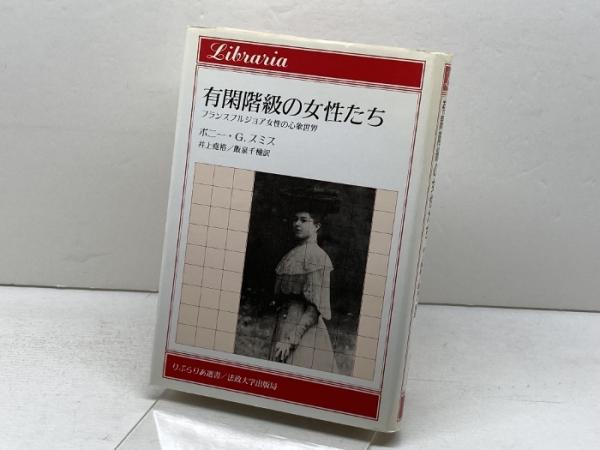 Libraria
有閑階級の女性たち
フランスブルジョア女性の心象世界
ボニー・G.スミス
井上堯裕/飯泉千種訳
りぶらりあ選書/法政大学出版局